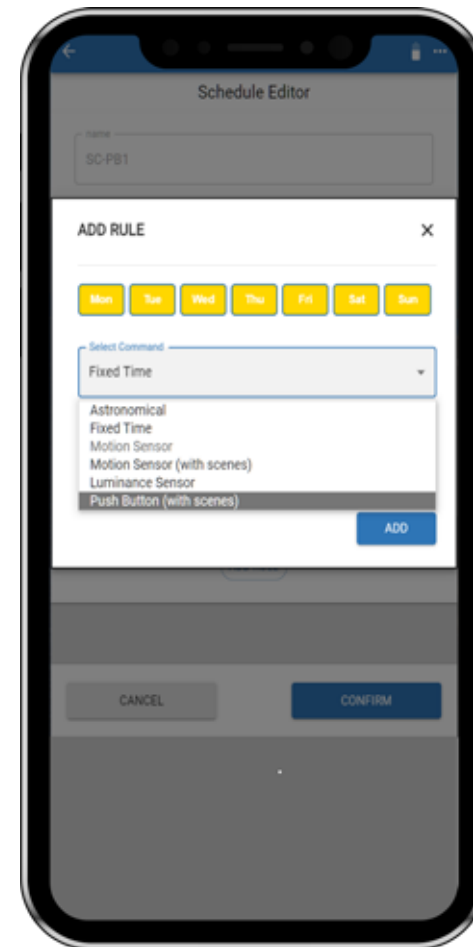 Schedule Editor
name
SC-PB1
ADD RULE
Mon Tue Wed Thu Fri Sat Sun
Select Command
Fixed Time
Astronomical
Fixed Time
Motion Sensor
Motion Sensor (with scenes)
Luminance Sensor
Push Button (with scenes)
ADD
CANCEL CONFIRM